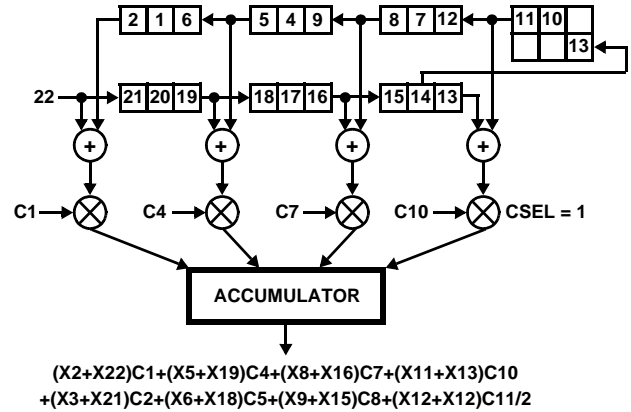 2 1 6 5 4 9 8 7 12 11 10
13
22 21 20 19 18 17 16 15 14 13
+ + + +
C1 C4 C7 C10 CSEL = 1
ACCUMULATOR
(X2+X22)C1+(X5+X19)C4+(X8+X16)C7+(X11+X13)C10
+(X3+X21)C2+(X6+X18)C5+(X9+X15)C8+(X12+X12)C11/2